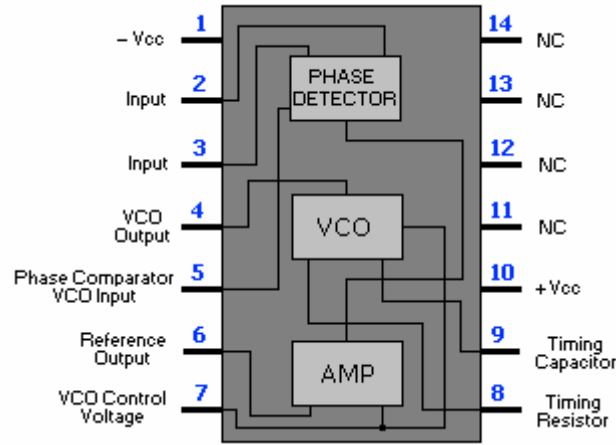 1
– Vcc
2
Input
3
Input
4
VCO
Output
5
Phase Comparator
VCO Input
6
Reference
Output
7
VCO Control
Voltage
PHASE
DETECTOR
VCO
AMP
14
NC
13
NC
12
NC
11
NC
10
+ Vcc
9
Timing
Capacitor
8
Timing
Resistor